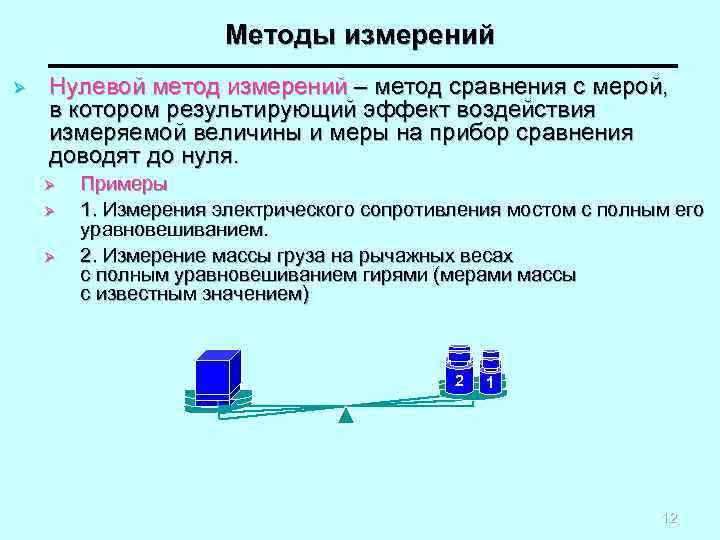 Методы измерений
Нулевой метод измерений – метод сравнения с мерой,
в котором результирующий эффект воздействия
измеряемой величины и меры на прибор сравнения
доводят до нуля.
Примеры
1. Измерения электрического сопротивления мостом с полным его
уравновешиванием.
2. Измерение массы груза на рычажных весах
с полным уравновешиванием гирями (мерами массы
с известным значением)
2 1
12